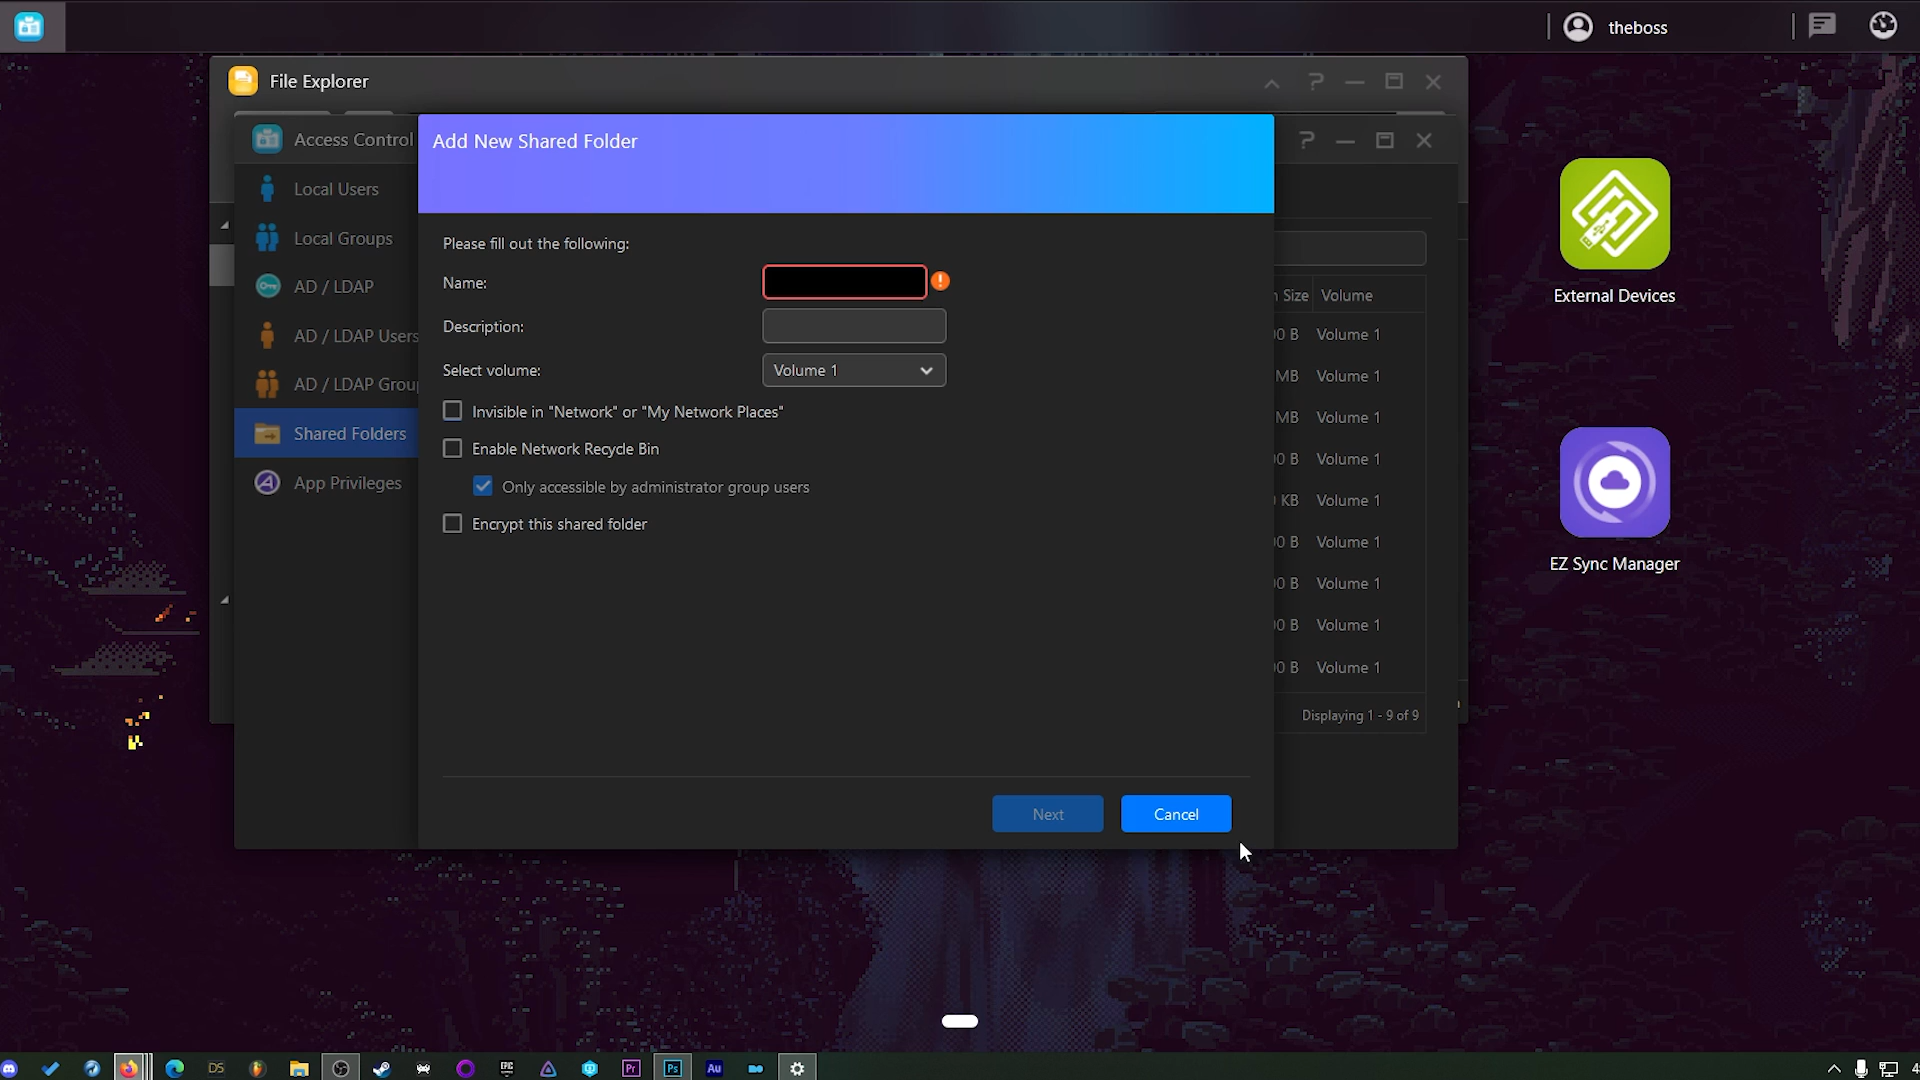 theboss
File Explorer
Access Control
Add New Shared Folder
Local Users
Local Groups
AD / LDAP
AD / LDAP Users
AD / LDAP Grou
Shared Folders
App Privileges
Please fill out the following:
Name:
Description:
Select volume:
Volume 1
Invisible in "Network" or "My Network Places"
Enable Network Recycle Bin
Only accessible by administrator group users
Encrypt this shared folder
Size Volume
0 B Volume 1
MB Volume 1
MB Volume 1
0 B Volume 1
KB Volume 1
0 B Volume 1
0 B Volume 1
0 B Volume 1
0 B Volume 1
Displaying 1 - 9 of 9
Next
Cancel
External Devices
EZ Sync Manager
DS
EPIC
Pr
Ps
Au